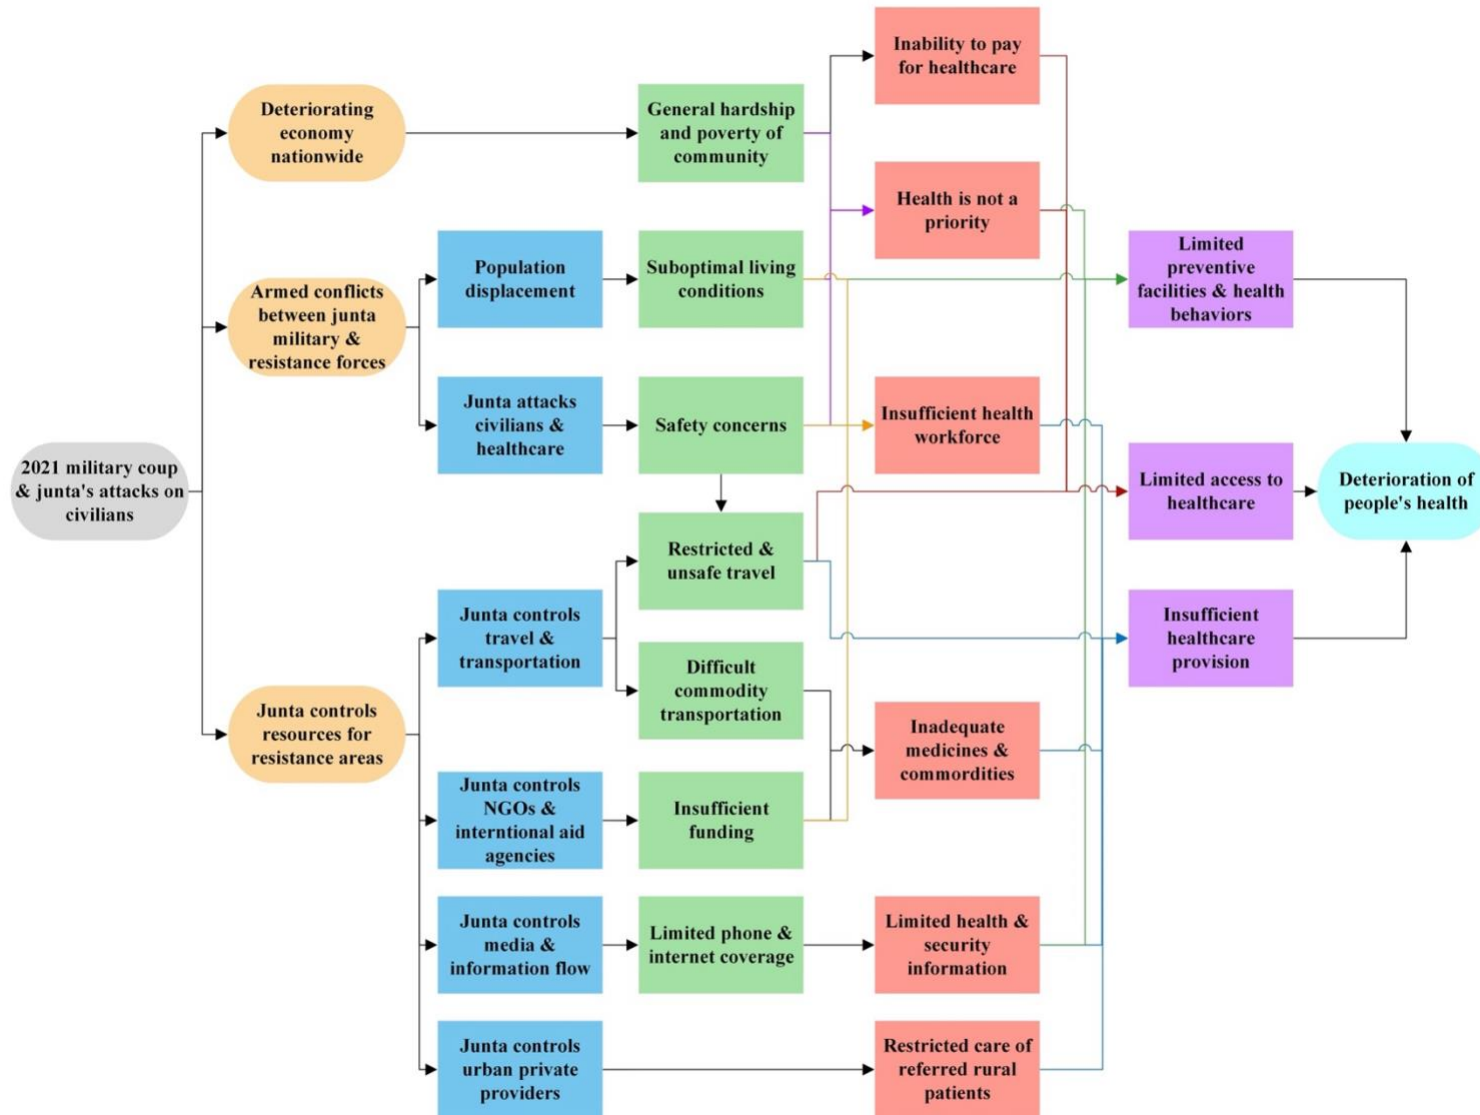 2021 military coup
& junta's attacks on
civilians
Deteriorating
economy
nationwide
Armed conflicts
between junta
military &
resistance forces
Junta controls
resources for
resistance areas
Population
displacement
Junta attacks
civilians &
healthcare
Junta controls
travel &
transportation
Junta controls
NGOs &
interntional aid
agencies
Junta controls
media &
information flow
Junta controls
urban private
providers
General hardship
and poverty of
community
Suboptimal living
conditions
Safety concerns
Restricted &
unsafe travel
Difficult
commodity
transportation
Insufficient
funding
Limited phone &
internet coverage
Inability to pay
for healthcare
Health is not a
priority
Insufficient health
workforce
Inadequate
medicines &
commordities
Limited health &
security
information
Restricted care of
referred rural
patients
Limited
preventive
facilities & health
behaviors
Limited access to
healthcare
Insufficient
healthcare
provision
Deterioration of
people's health